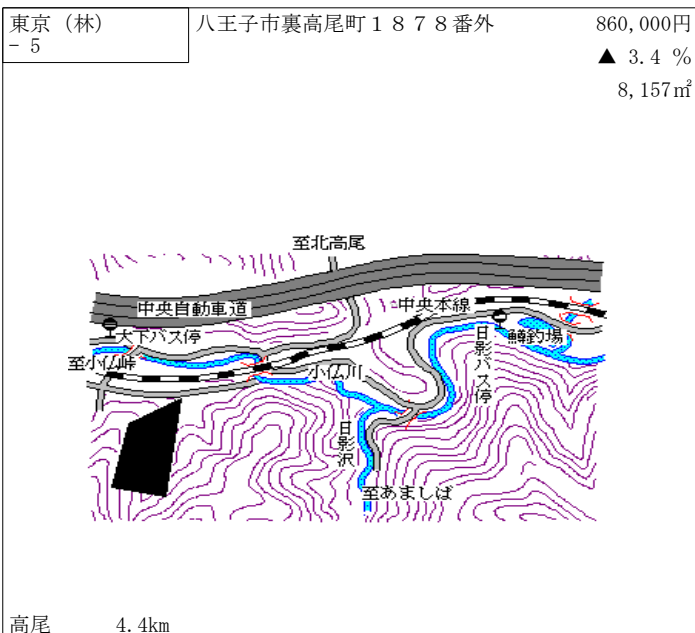 東京（林）
－５
八王子市裏高尾町１８７８番外
860,000円
▲ 3.4 %
8,157㎡
至北高尾
中央自動車道
中央本線
大下バス停
日影バス停
鱒釣場
至小仏峠
小仏川
日影沢
至あましば
高尾 4.4km